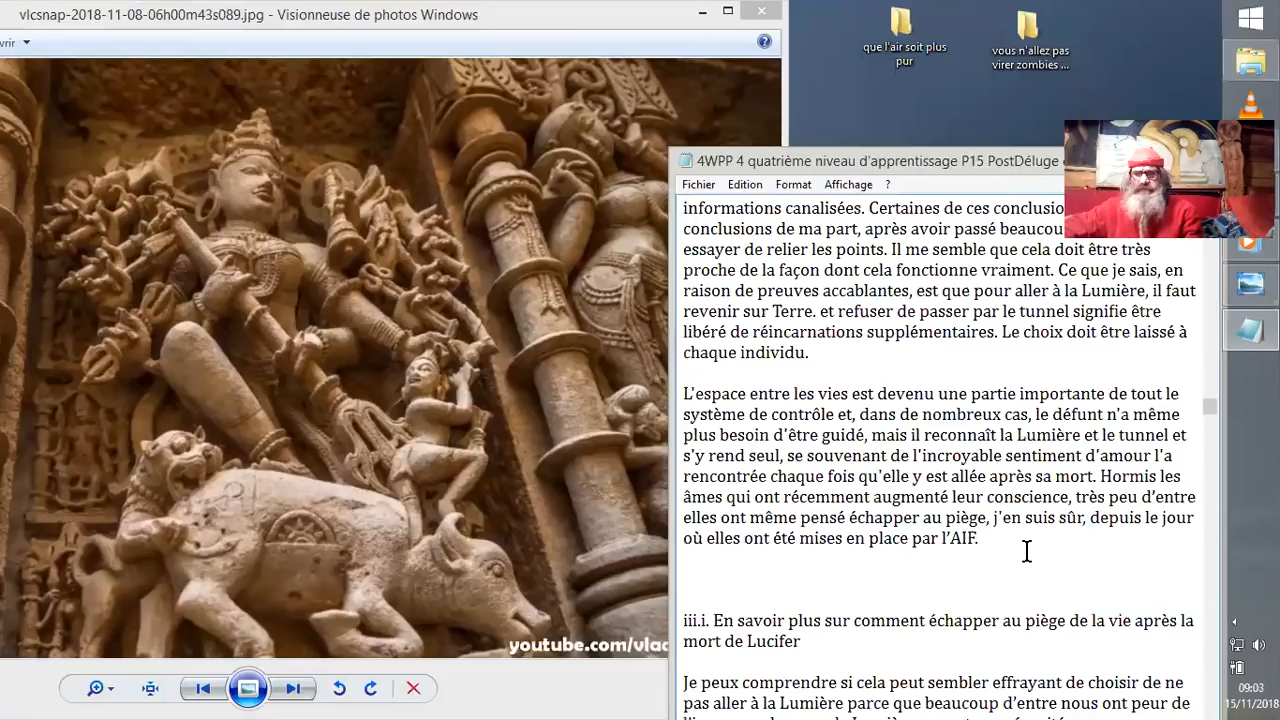 vlcsnap-2018-11-08-06h00m43s089.jpg - Visionneuse de photos Windows
vrir
que l'air soit plus
pur
vous n'allez pas
virer zombies ...
4WPP 4 quatrième niveau d'apprentissage P15 PostDéluge
Fichier Edition Format Affichage ?
informations canalisées. Certaines de ces
conclusions de ma part, après avoir passé
essayer de relier les points. Il me semble que cela doit être très
proche de la façon dont cela fonctionne vraiment. Ce que je sais, en
raison de preuves accablantes, est que pour aller à la Lumière, il faut
revenir sur Terre. et refuser de passer par le tunnel signifie être
libéré de réincarnations supplémentaires. Le choix doit être laissé à
chaque individu.
L'espace entre les vies est devenu une partie importante de tout le
système de contrôle et, dans de nombreux cas, le défunt n'a même
plus besoin d'être guidé, mais il reconnaît la Lumière et le tunnel et
s'y rend seul, se souvenant de l'incroyable sentiment d'amour l'a
rencontrée chaque fois qu'elle y est allée après sa mort. Hormis les
âmes qui ont récemment augmenté leur conscience, très peu d’entre
elles ont même pensé échapper au piège, j'en suis sûr, depuis le jour
où elles ont été mises en place par l’AIF.
iii.i. En savoir plus sur comment échapper au piège de la vie après la
mort de Lucifer
Je peux comprendre si cela peut sembler effrayant de choisir de ne
pas aller à la Lumière parce que beaucoup d’entre nous ont peur de
youtube.com/vlad
09:03
15/11/2018